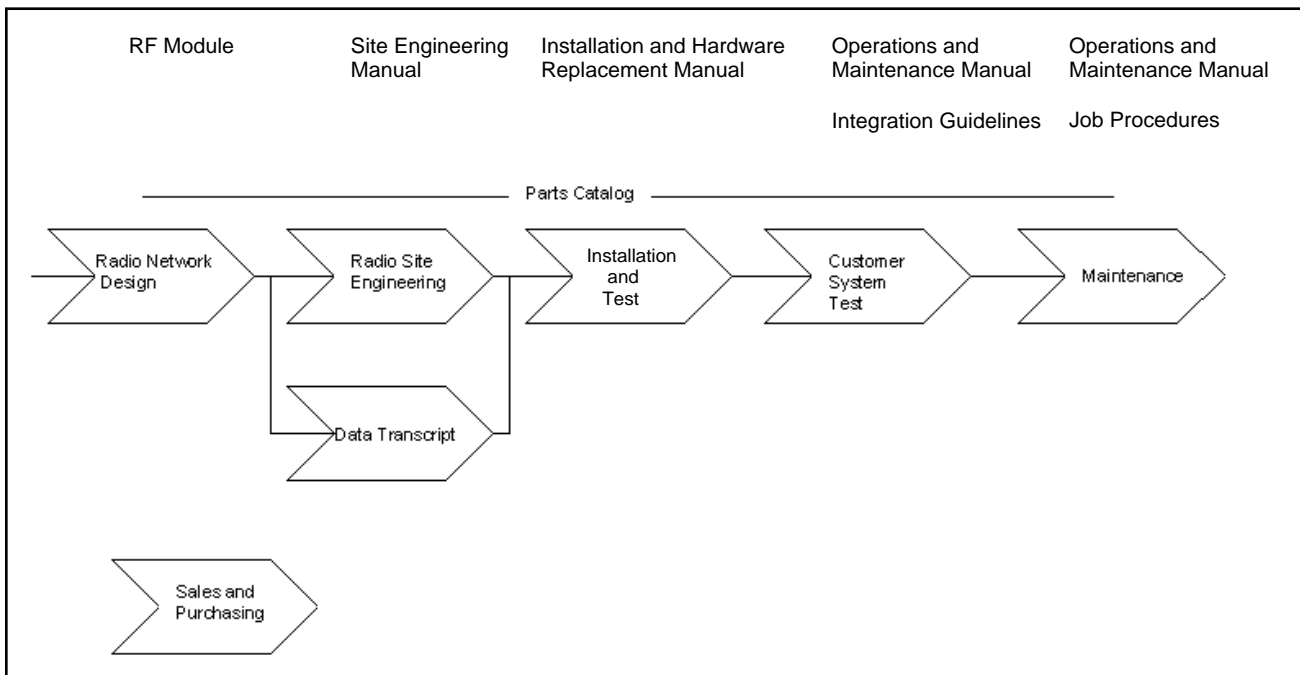 RF Module
Site Engineering
Manual
Installation and Hardware
Replacement Manual
Operations and
Maintenance Manual
Integration Guidelines
Operations and
Maintenance Manual
Job Procedures
Parts Catalog
Radio Network
Design
Radio Site
Engineering
Installation
and
Test
Customer
System
Test
Maintenance
Data Transcript
Sales and
Purchasing